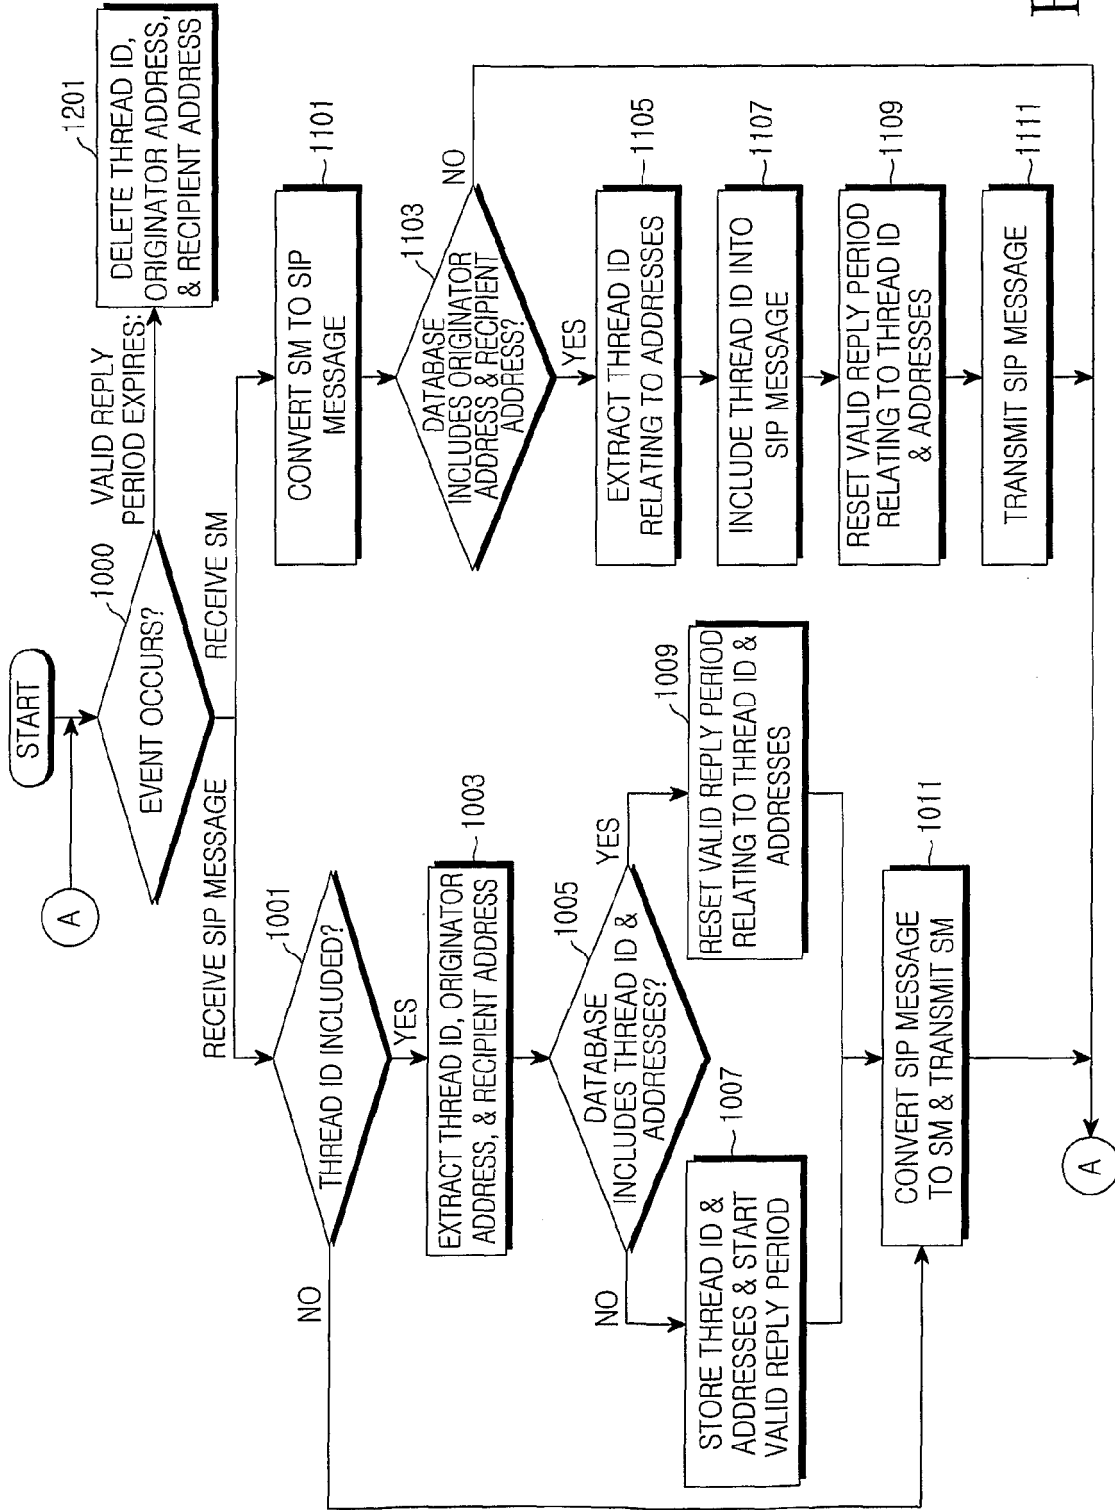 START
A
EVENT OCCURS?
1000
VALID REPLY
PERIOD EXPIRES:
1201
DELETE THREAD ID,
ORIGINATOR ADDRESS,
& RECIPIENT ADDRESS
RECEIVE SIP MESSAGE
RECEIVE SM
1001
THREAD ID INCLUDED?
NO
YES
1003
EXTRACT THREAD ID, ORIGINATOR
ADDRESS, & RECIPIENT ADDRESS
1005
DATABASE
INCLUDES THREAD ID &
ADDRESSES?
NO
YES
1007
STORE THREAD ID &
ADDRESSES & START
VALID REPLY PERIOD
1009
RESET VALID REPLY PERIOD
RELATING TO THREAD ID &
ADDRESSES
1011
CONVERT SIP MESSAGE
TO SM & TRANSMIT SM
1101
CONVERT SM TO SIP
MESSAGE
1103
DATABASE
INCLUDES ORIGINATOR
ADDRESS & RECIPIENT
ADDRESS?
NO
YES
1105
EXTRACT THREAD ID
RELATING TO ADDRESSES
1107
INCLUDE THREAD ID INTO
SIP MESSAGE
1109
RESET VALID REPLY PERIOD
RELATING TO THREAD ID
& ADDRESSES
1111
TRANSMIT SIP MESSAGE
A